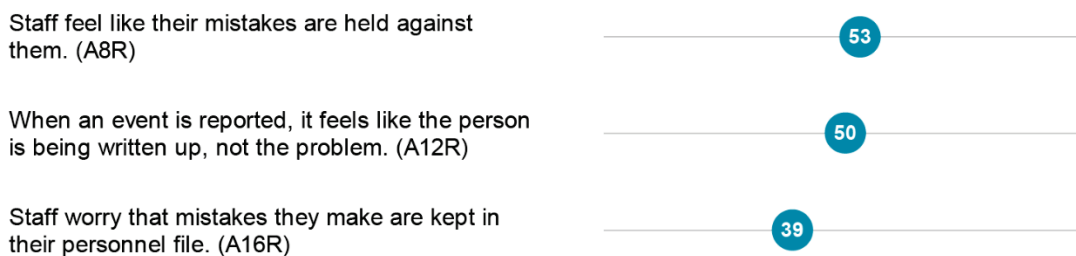 Staff feel like their mistakes are held against
them. (A8R)
53
When an event is reported, it feels like the person
is being written up, not the problem. (A12R)
50
Staff worry that mistakes they make are kept in
their personnel file. (A16R)
39